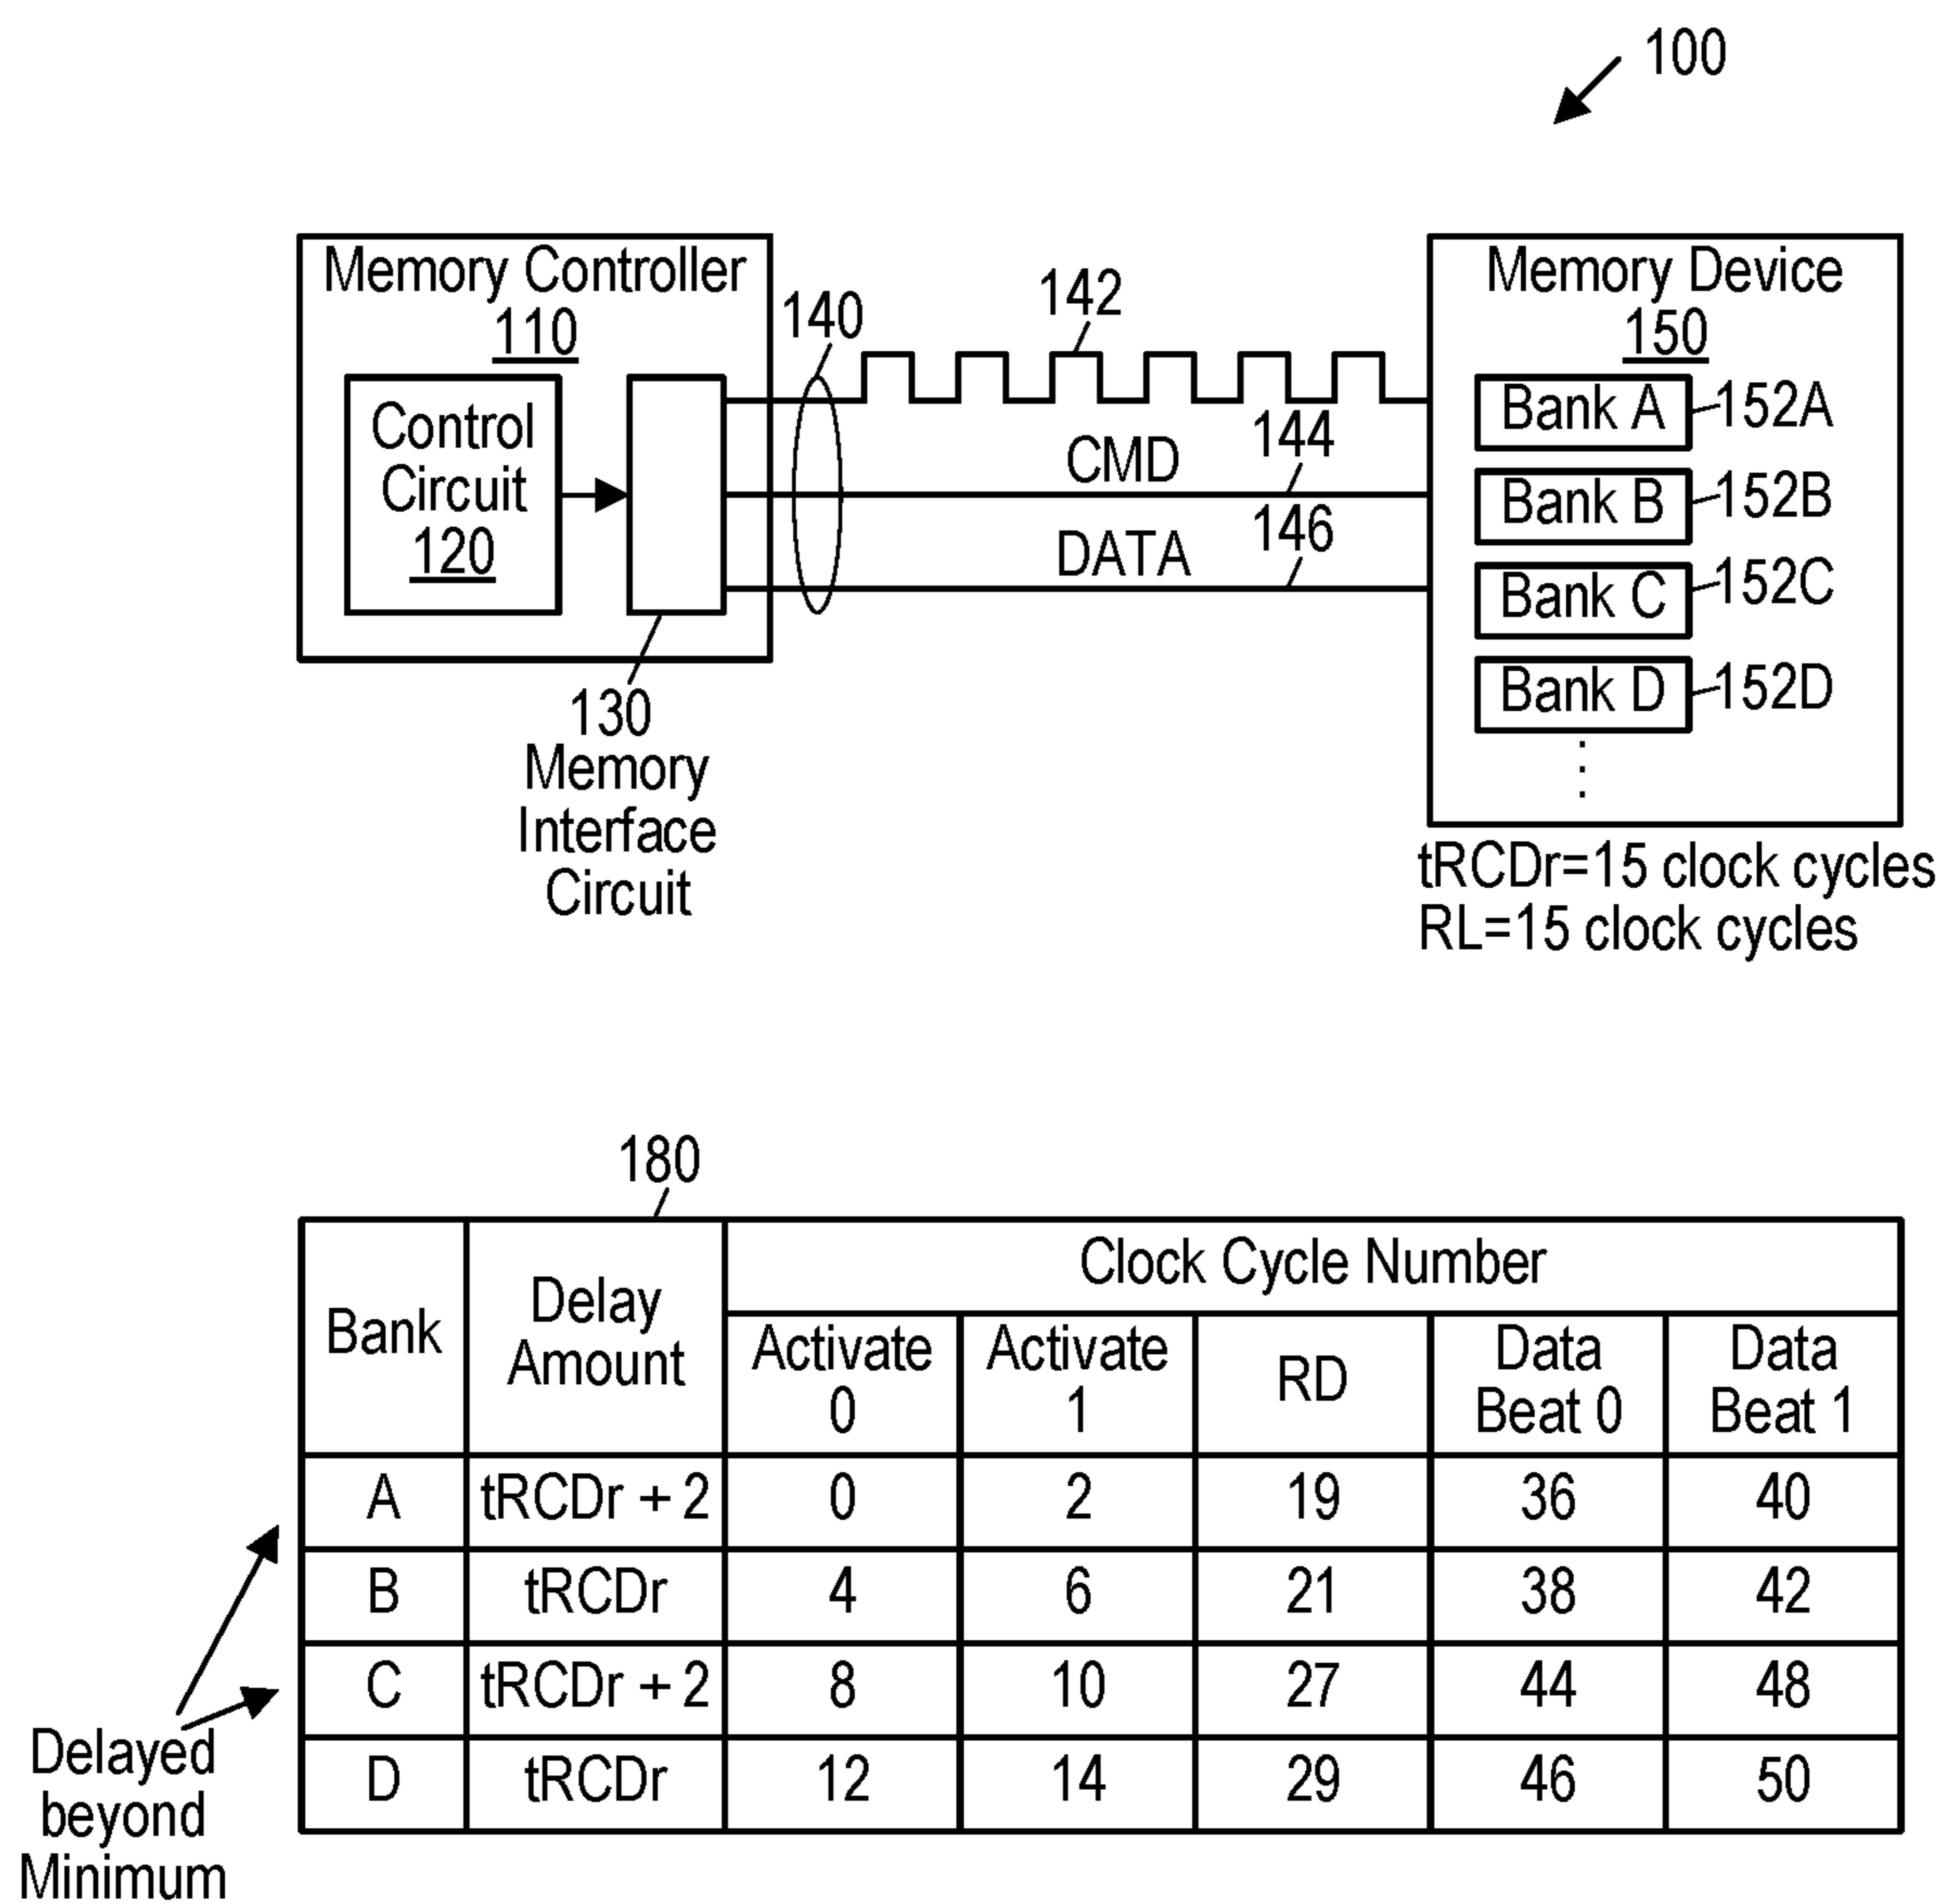 100
Memory Controller
110
Control
Circuit
120
130
Memory
Interface
Circuit
140
142
CMD
144
DATA
146
Memory Device
150
Bank A
152A
Bank B
152B
Bank C
152C
Bank D
152D
tRCDr=15 clock cycles
RL=15 clock cycles
180
Bank
Delay
Amount
Clock Cycle Number
Activate
0
Activate
1
RD
Data
Beat 0
Data
Beat 1
A tRCDr + 2 0 2 19 36 40
B tRCDr 4 6 21 38 42
C tRCDr + 2 8 10 27 44 48
D tRCDr 12 14 29 46 50
Delayed
beyond
Minimum